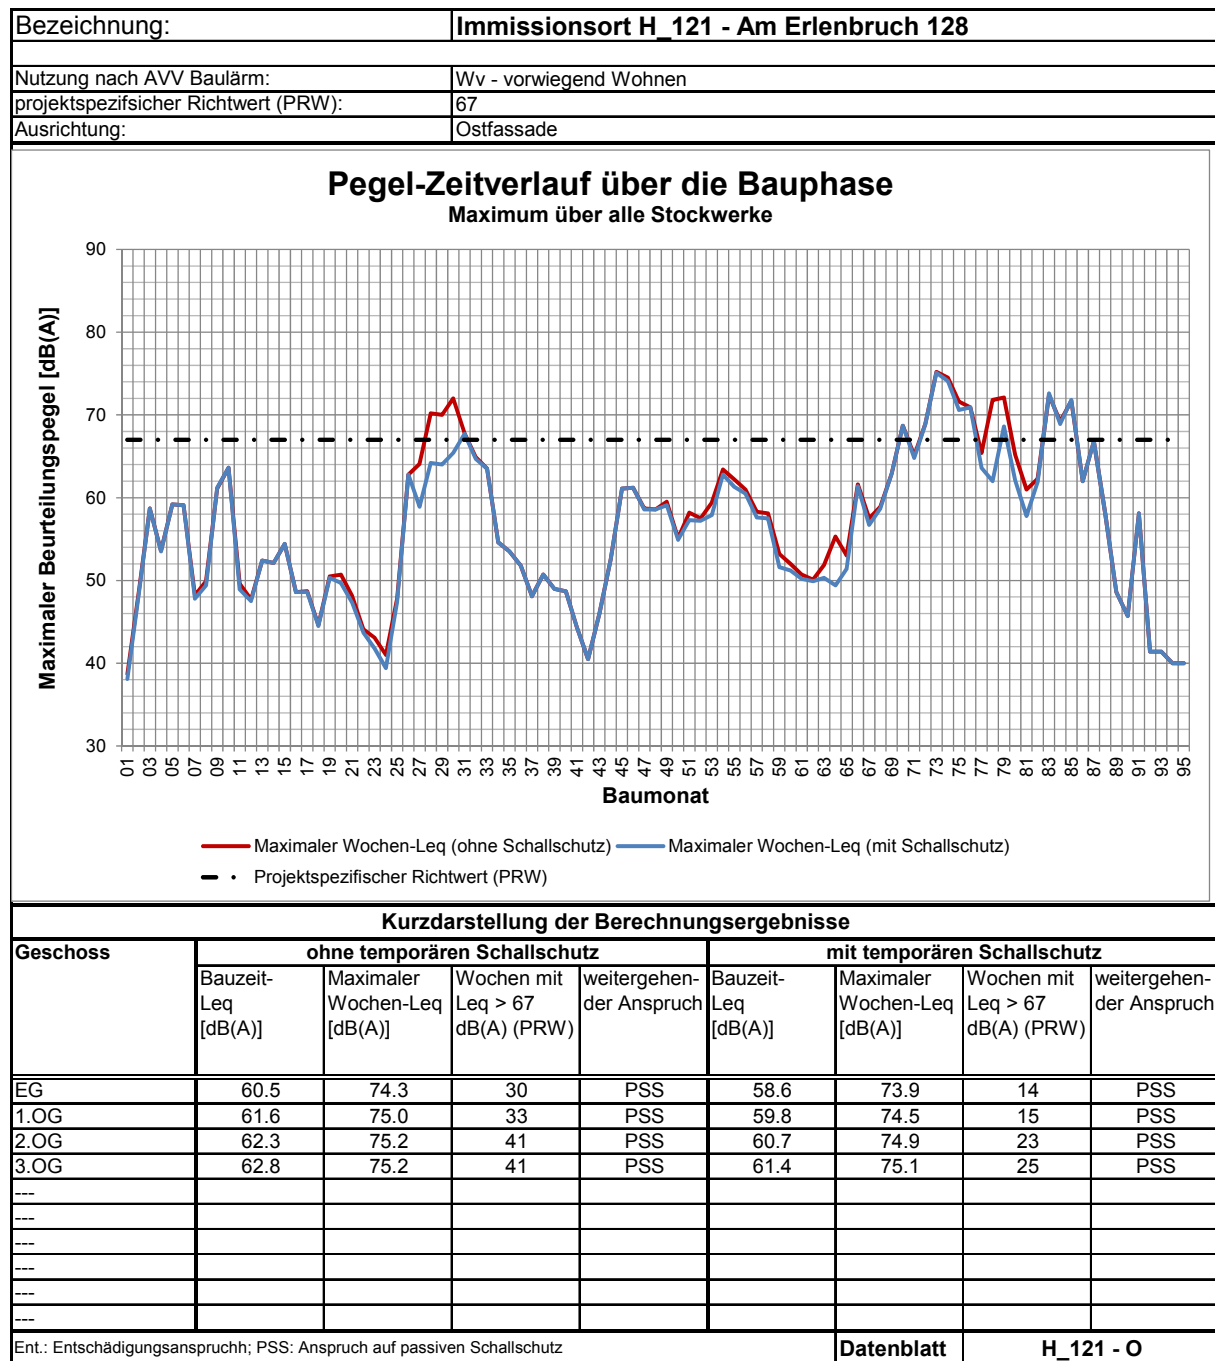 Bezeichnung: Immissionsort H_121 - Am Erlenbruch 128
Nutzung nach AVV Baulärm: Wv - vorwiegend Wohnen
projektspezifsicher Richtwert (PRW): 67
Ausrichtung: Ostfassade
Pegel-Zeitverlauf über die Bauphase
Maximum über alle Stockwerke
Maximaler Beurteilungspegel [dB(A)]
90
80
70
60
50
40
30
01 03 05 07 09 11 13 15 17 19 21 23 25 27 29 31 33 35 37 39 41 43 45 47 49 51 53 55 57 59 61 63 65 67 69 71 73 75 77 79 81 83 85 87 89 91 93 95
Baumonat
Maximaler Wochen-Leq (ohne Schallschutz) Maximaler Wochen-Leq (mit Schallschutz)
Projektspezifischer Richtwert (PRW)
Kurzdarstellung der Berechnungsergebnisse
Geschoss ohne temporären Schallschutz mit temporären Schallschutz
Bauzeit- Maximaler Wochen mit weitergehen- Bauzeit- Maximaler Wochen mit weitergehen-
Leq Wochen-Leq Leq > 67 der Anspruch Leq Wochen-Leq Leq > 67 der Anspruch
[dB(A)] [dB(A)] dB(A) (PRW) [dB(A)] [dB(A)] dB(A) (PRW)
EG 60.5 74.3 30 PSS 58.6 73.9 14 PSS
1.OG 61.6 75.0 33 PSS 59.8 74.5 15 PSS
2.OG 62.3 75.2 41 PSS 60.7 74.9 23 PSS
3.OG 62.8 75.2 41 PSS 61.4 75.1 25 PSS
---
---
---
---
---
---
Ent.: Entschädigungsanspruchh; PSS: Anspruch auf passiven Schallschutz Datenblatt H_121 - O